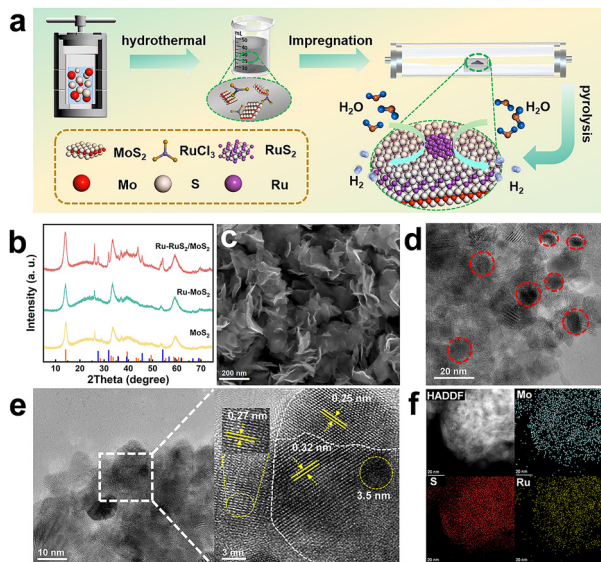 a
hydrothermal
Impregnation
pyrolysis
mL
H₂O
H₂O
H₂
H₂
MoS₂
RuCl₃
RuS₂
Mo
S
Ru
b
Intensity (a. u.)
Ru-RuS₂/MoS₂
Ru-MoS₂
MoS₂
10 20 30 40 50 60 70
2Theta (degree)
c
200 nm
d
20 nm
e
10 nm
0.27 nm
0.25 nm
0.32 nm
3.5 nm
3 nm
f
HADDF
20 nm
Mo
20 nm
S
20 nm
Ru
20 nm